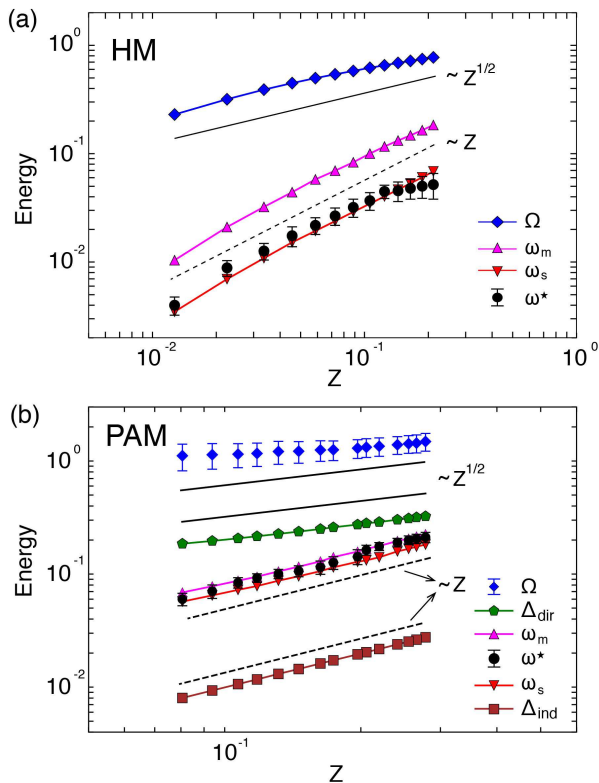 (a)
HM
10⁰
10⁻¹
10⁻²
Energy
~ Z^{1/2}
~ Z
Ω
ω_m
ω_s
ω*
10⁻² 10⁻¹ 10⁰
Z
(b)
PAM
10⁰
10⁻¹
10⁻²
Energy
~ Z^{1/2}
~ Z
Ω
Δ_dir
ω_m
ω*
ω_s
Δ_ind
10⁻¹
Z